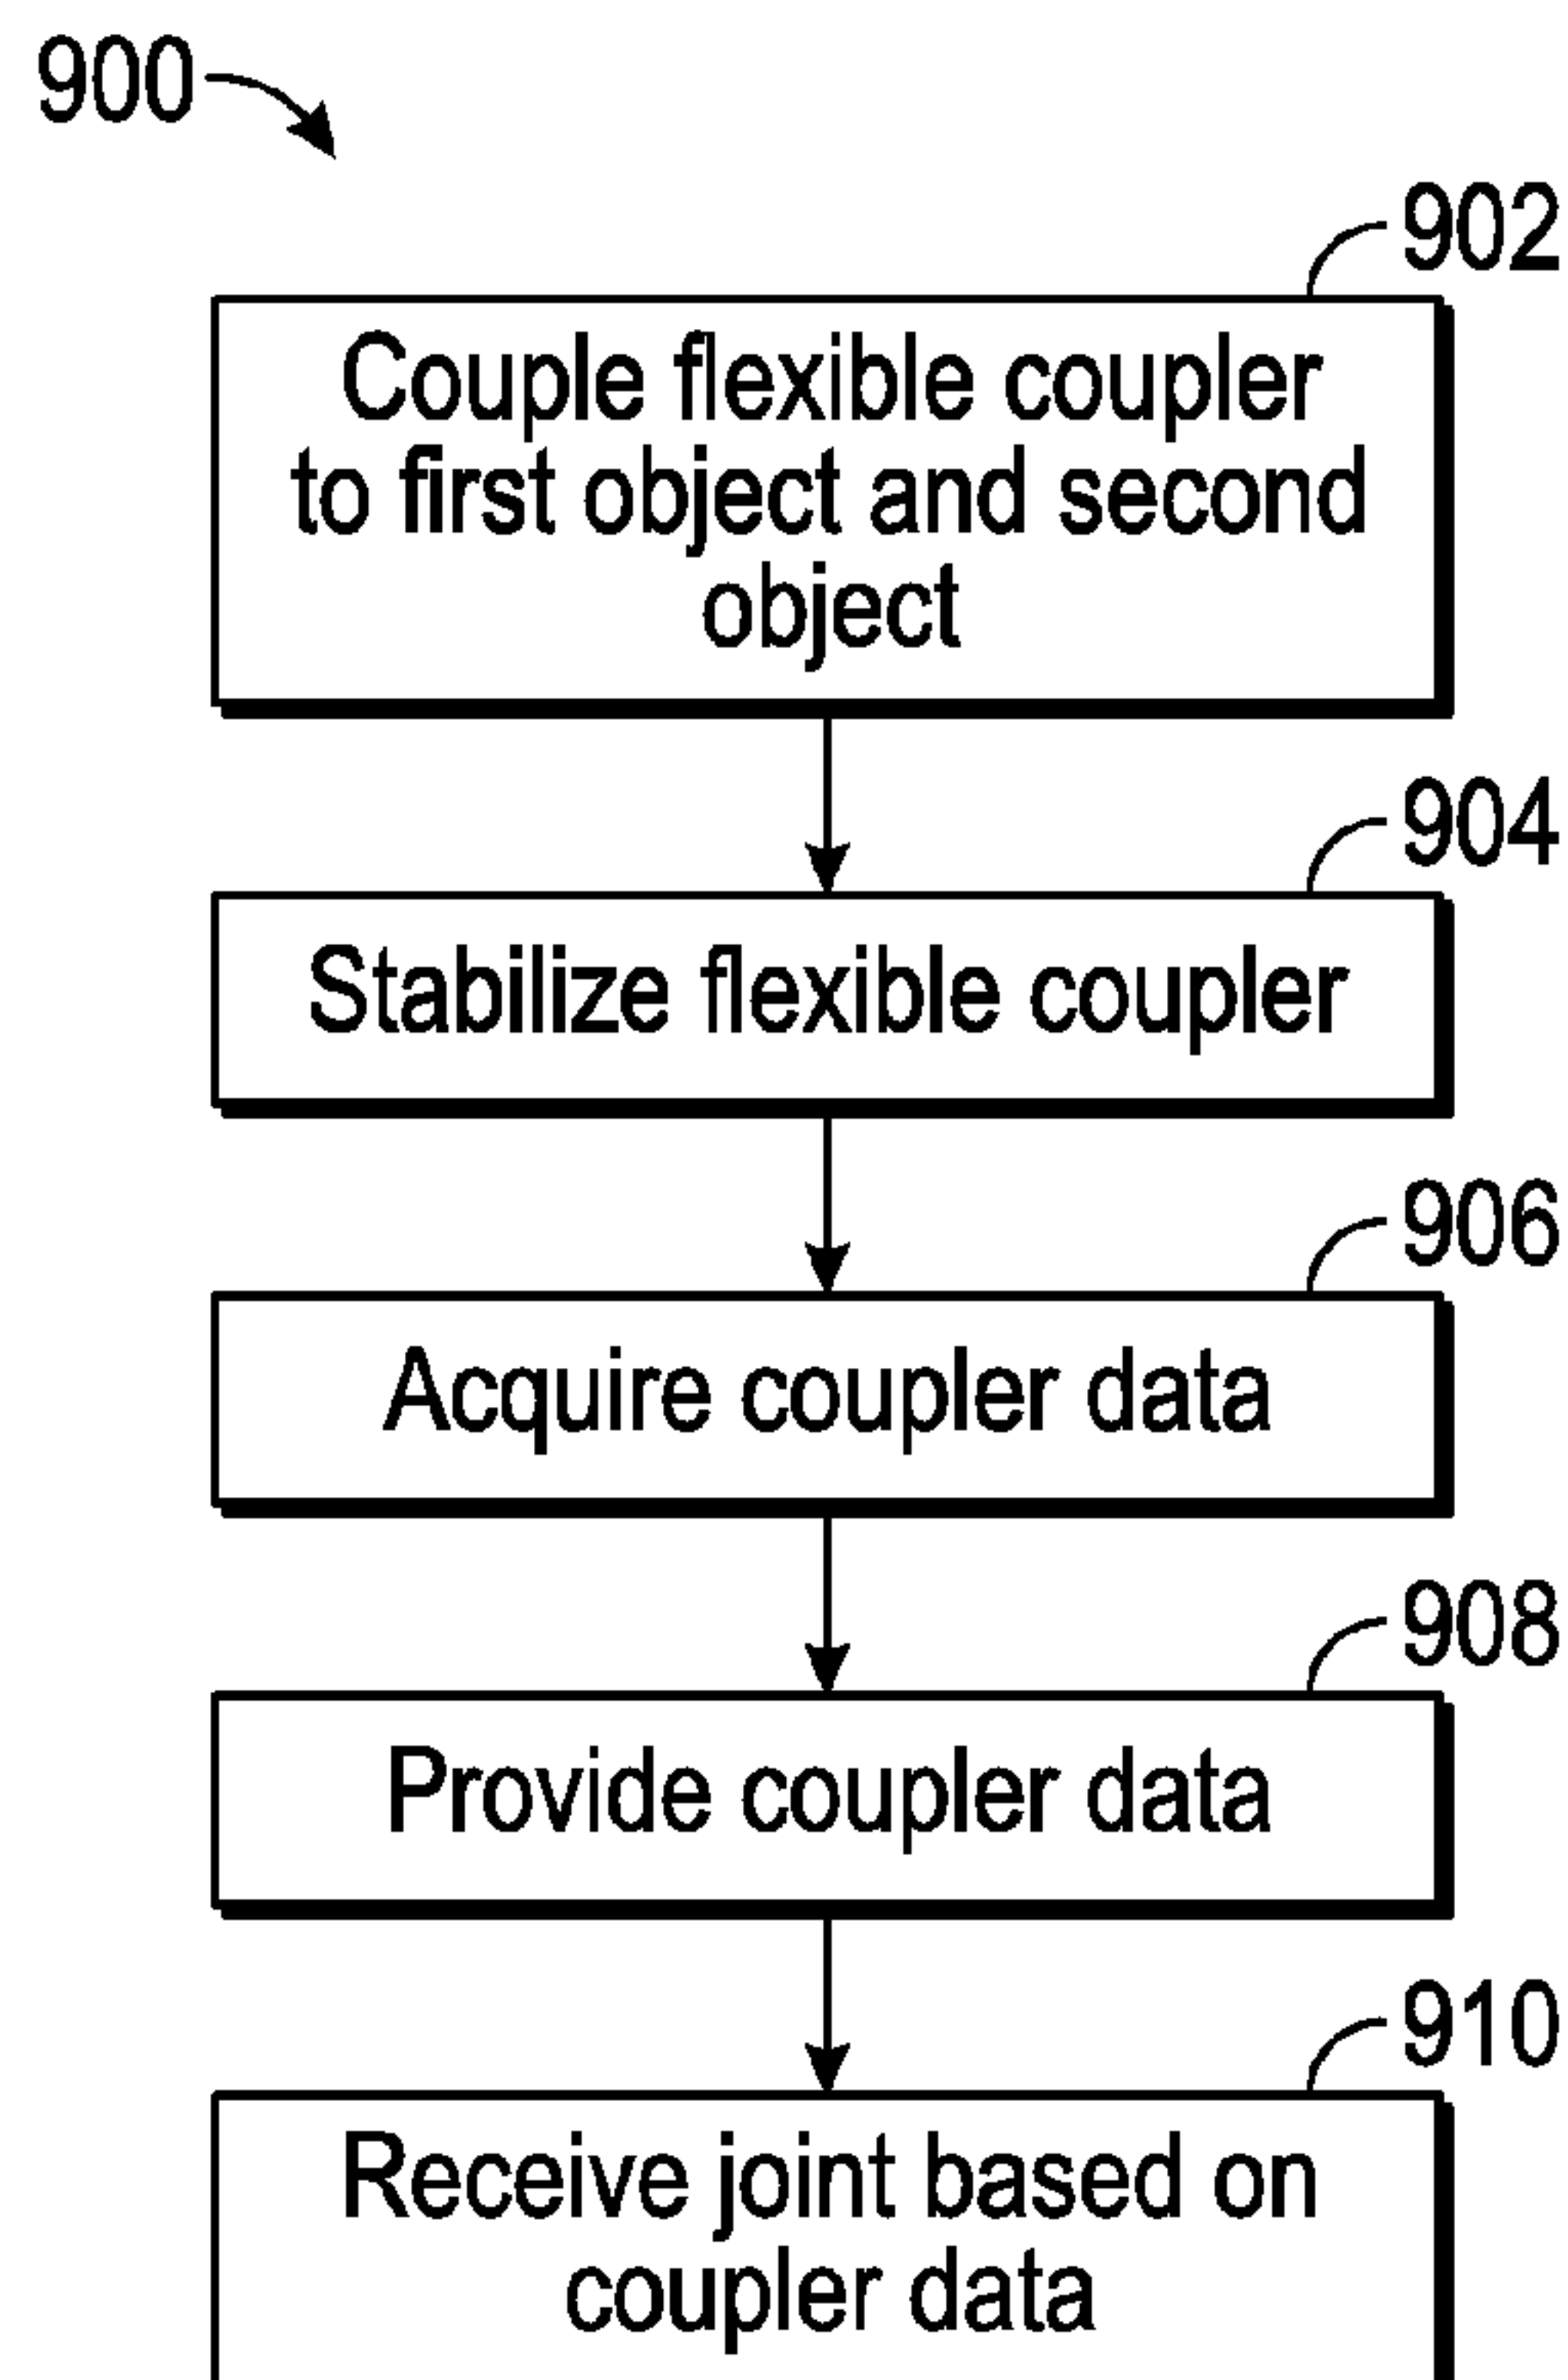 900
902
Couple flexible coupler
to first object and second
object
904
Stabilize flexible coupler
906
Acquire coupler data
908
Provide coupler data
910
Receive joint based on
coupler data